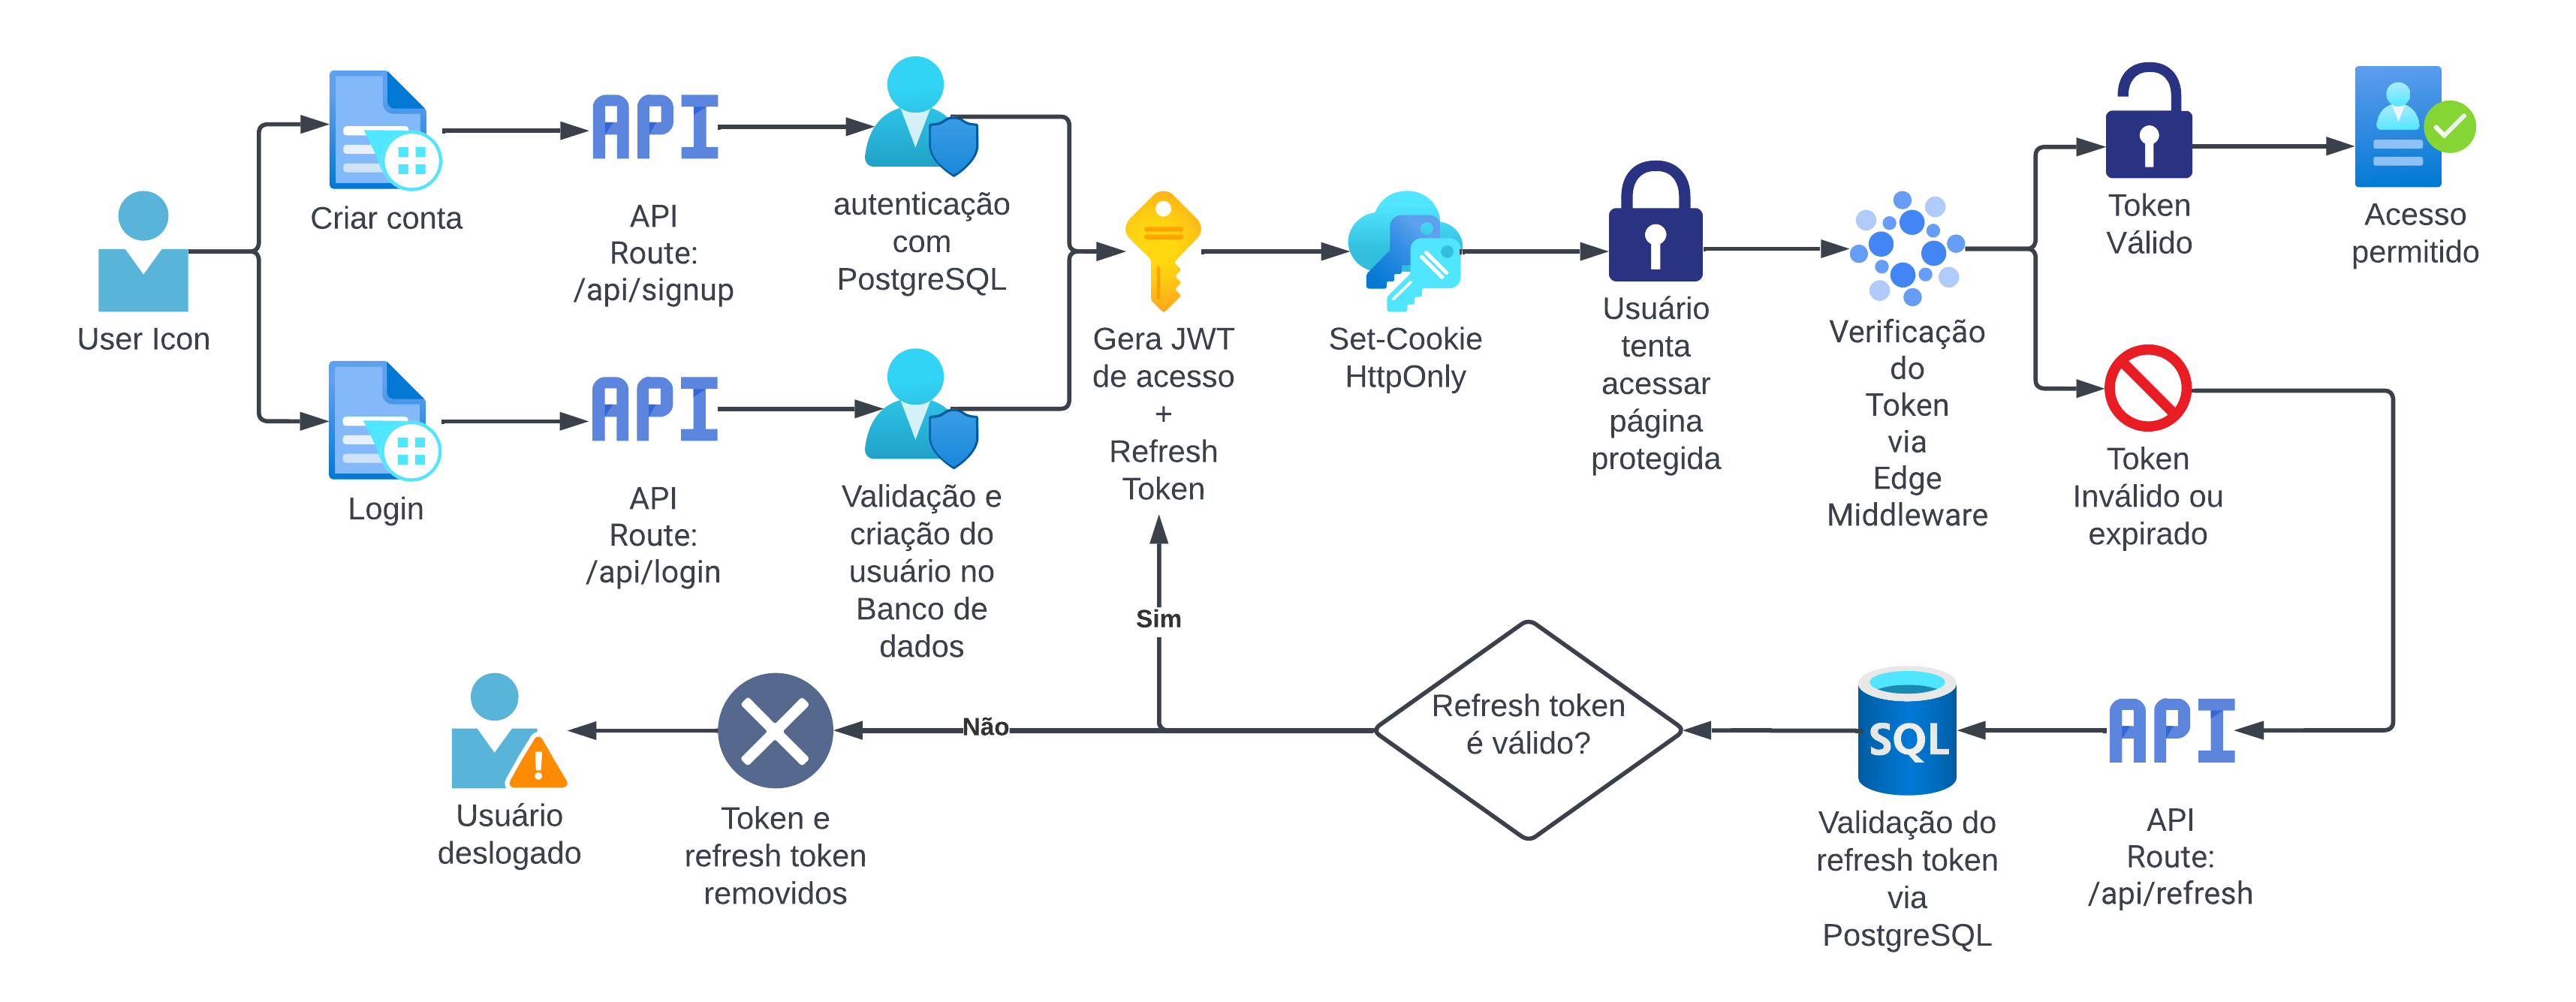 User Icon
Criar conta
API
API
Route:
/api/signup
autenticação
com
PostgreSQL
Login
API
API
Route:
/api/login
Validação e
criação do
usuário no
Banco de
dados
Gera JWT
de acesso
+
Refresh
Token
Set-Cookie
HttpOnly
Usuário
tenta
acessar
página
protegida
Verificação
do
Token
via
Edge
Middleware
Token
Válido
Acesso
permitido
Token
Inválido ou
expirado
API
API
Route:
/api/refresh
SQL
Validação do
refresh token
via
PostgreSQL
Refresh token
é válido?
Sim
Não
Token e
refresh token
removidos
Usuário
deslogado